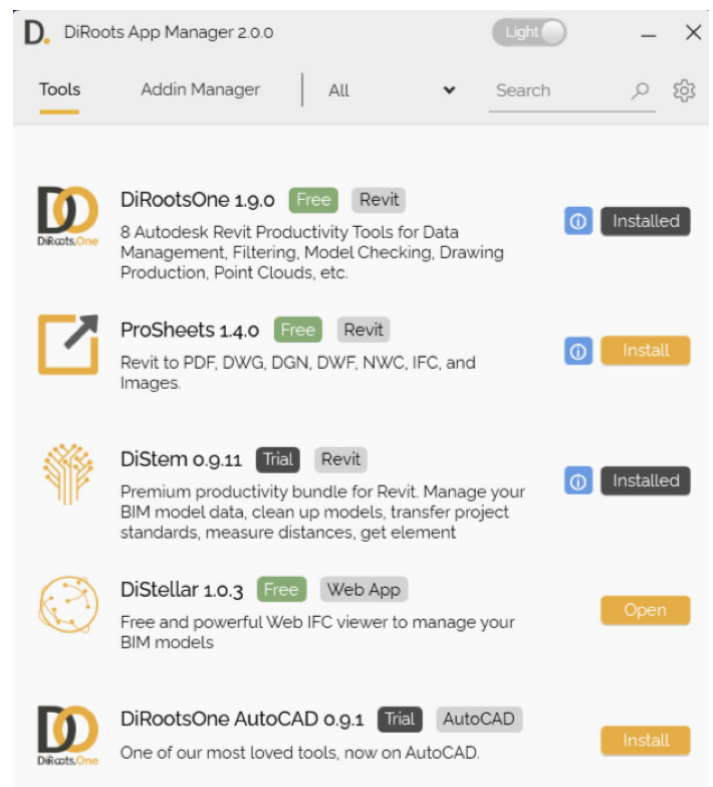 D. DiRoots App Manager 2.0.0 Light
Tools Addin Manager All Search
DiRoots.One
DiRootsOne 1.9.0 Free Revit
8 Autodesk Revit Productivity Tools for Data
Management, Filtering, Model Checking, Drawing
Production, Point Clouds, etc.
Installed
ProSheets 1.4.0 Free Revit
Revit to PDF, DWG, DGN, DWF, NWC, IFC, and
Images.
Install
DiStem 0.9.11 Trial Revit
Premium productivity bundle for Revit. Manage your
BIM model data, clean up models, transfer project
standards, measure distances, get element
Installed
DiStellar 1.0.3 Free Web App
Free and powerful Web IFC viewer to manage your
BIM models
Open
DiRoots.One
DiRootsOne AutoCAD 0.9.1 Trial AutoCAD
One of our most loved tools, now on AutoCAD.
Install